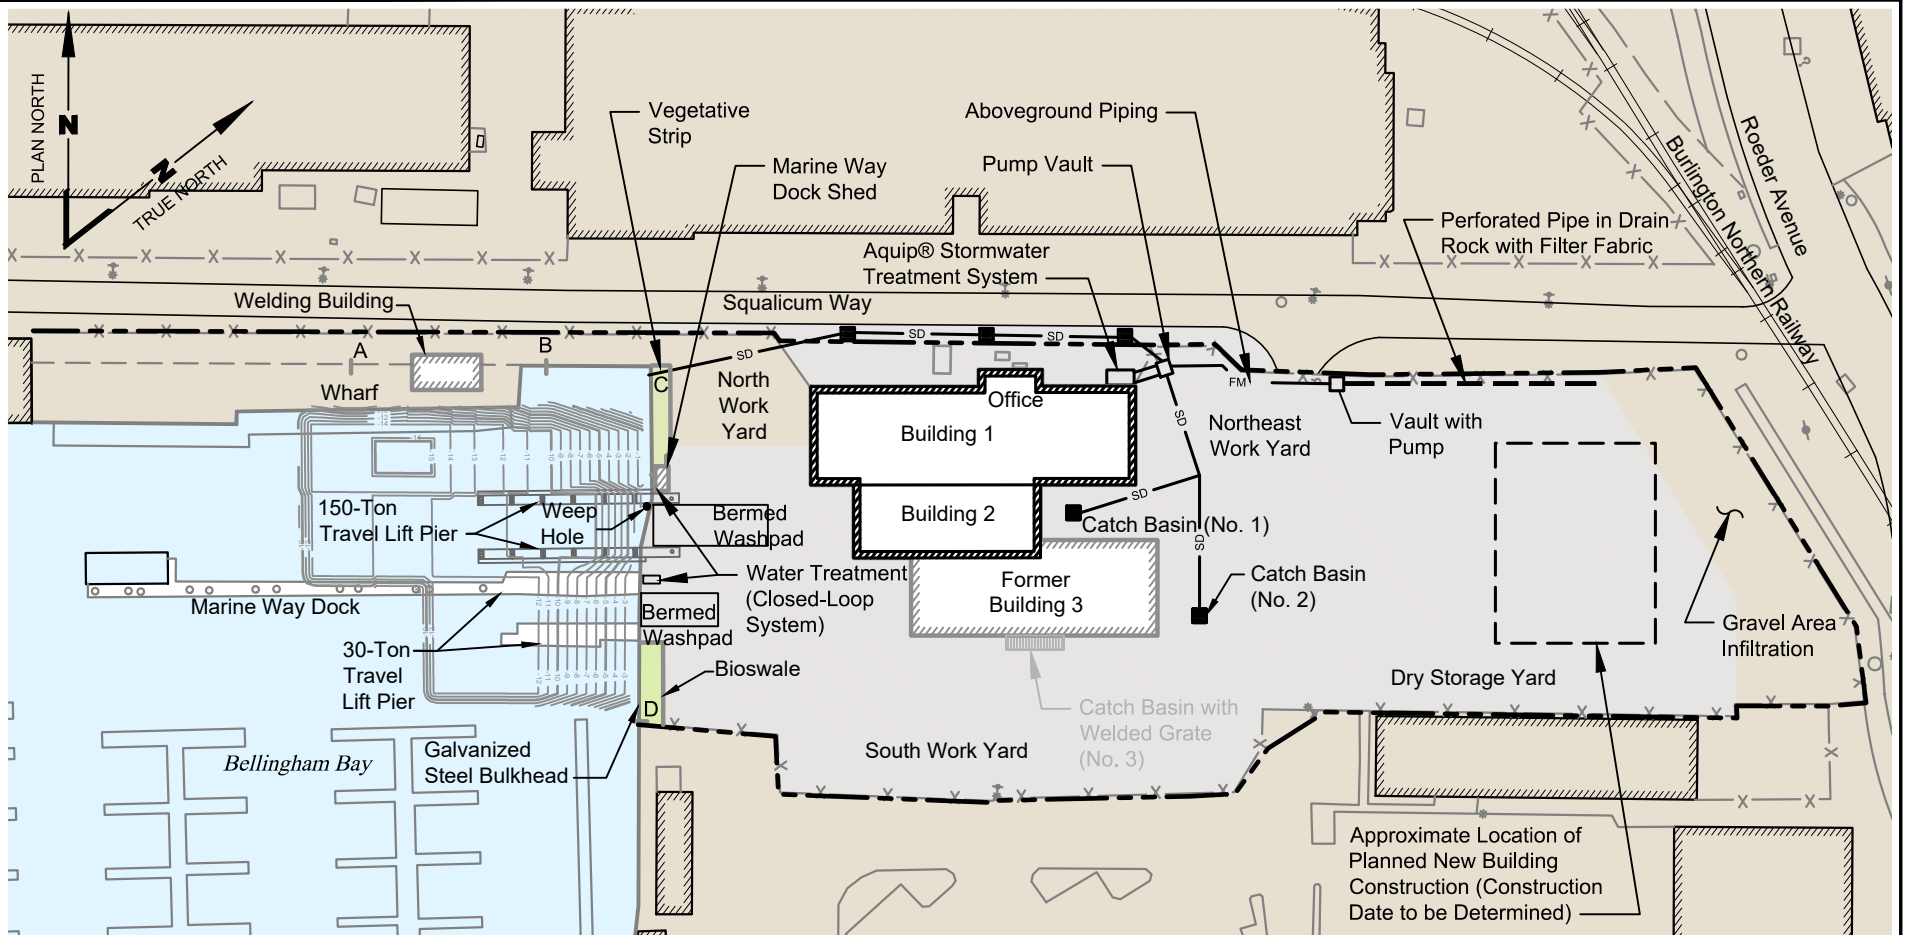 PLAN NORTH
N
N
TRUE NORTH
Vegetative
Strip
Marine Way
Dock Shed
Aboveground Piping
Pump Vault
Aquip® Stormwater
Treatment System
Perforated Pipe in Drain
Rock with Filter Fabric
Burlington Northern Railway
Roeder Avenue
Welding Building
Squalicum Way
SD
SD
SD
A
B
C
Wharf
North
Work
Yard
Office
Building 1
Building 2
FM
SD
Northeast
Work Yard
Vault with
Pump
SD
Catch Basin (No. 1)
SD
150-Ton
Travel Lift Pier
Weep
Hole
Bermed
Washpad
Marine Way Dock
Water Treatment
(Closed-Loop
System)
Bermed
Washpad
Former
Building 3
Catch Basin
(No. 2)
Gravel Area
Infiltration
30-Ton
Travel
Lift Pier
Bioswale
D
Dry Storage Yard
Catch Basin with
Welded Grate
(No. 3)
South Work Yard
Bellingham Bay
Galvanized
Steel Bulkhead
Approximate Location of
Planned New Building
Construction (Construction
Date to be Determined)